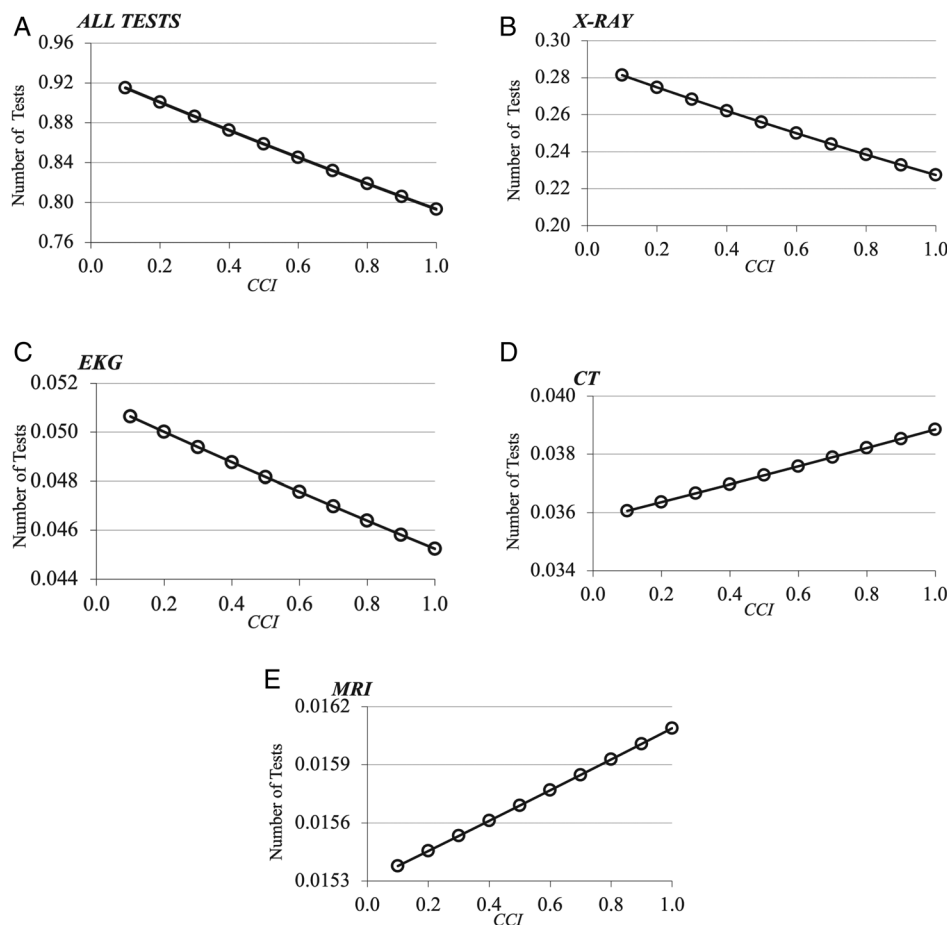 A ALL TESTS
0.96
0.92
0.88
0.84
0.80
0.76
Number of Tests
0.0 0.2 0.4 0.6 0.8 1.0
CCI
B X-RAY
0.30
0.28
0.26
0.24
0.22
0.20
Number of Tests
0.0 0.2 0.4 0.6 0.8 1.0
CCI
C EKG
0.052
0.050
0.048
0.046
0.044
Number of Tests
0.0 0.2 0.4 0.6 0.8 1.0
CCI
D CT
0.040
0.038
0.036
0.034
Number of Tests
0.0 0.2 0.4 0.6 0.8 1.0
CCI
E MRI
0.0162
0.0159
0.0156
0.0153
Number of Tests
0.0 0.2 0.4 0.6 0.8 1.0
CCI